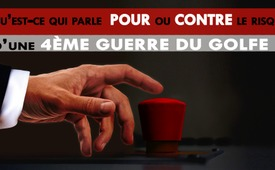 U'EST-CE QUI PARLE POUR OU CONTRE LE RISQ
D'UNE 4ÈME GUERRE DU GOLFE